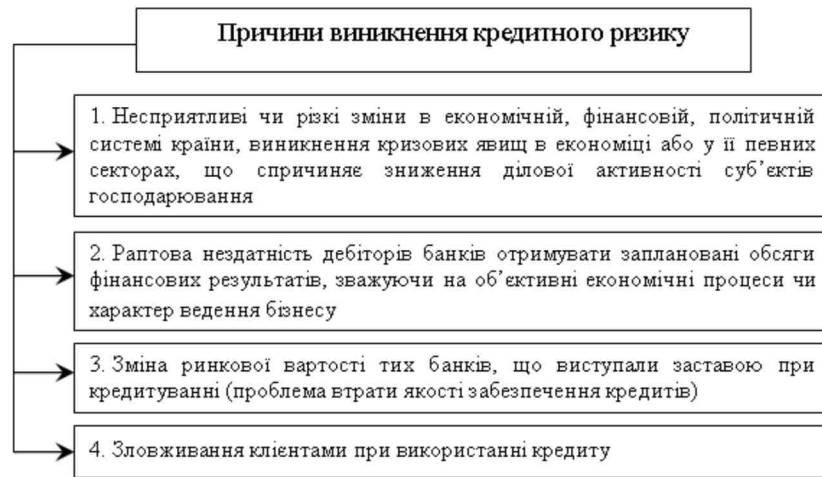 Причини виникнення кредитного ризику
1. Несприятливі чи різкі зміни в економічній, фінансовій, політичній
системі країни, виникнення кризових явищ в економіці або у її певних
секторах, що спричиняє зниження ділової активності суб’єктів
господарювання
2. Раптова нездатність дебіторів банків отримувати заплановані обсяги
фінансових результатів, зважуючи на об’єктивні економічні процеси чи
характер ведення бізнесу
3. Зміна ринкової вартості тих банків, що виступали заставою при
кредитуванні (проблема втрати якості забезпечення кредитів)
4. Зловживання клієнтами при використанні кредиту